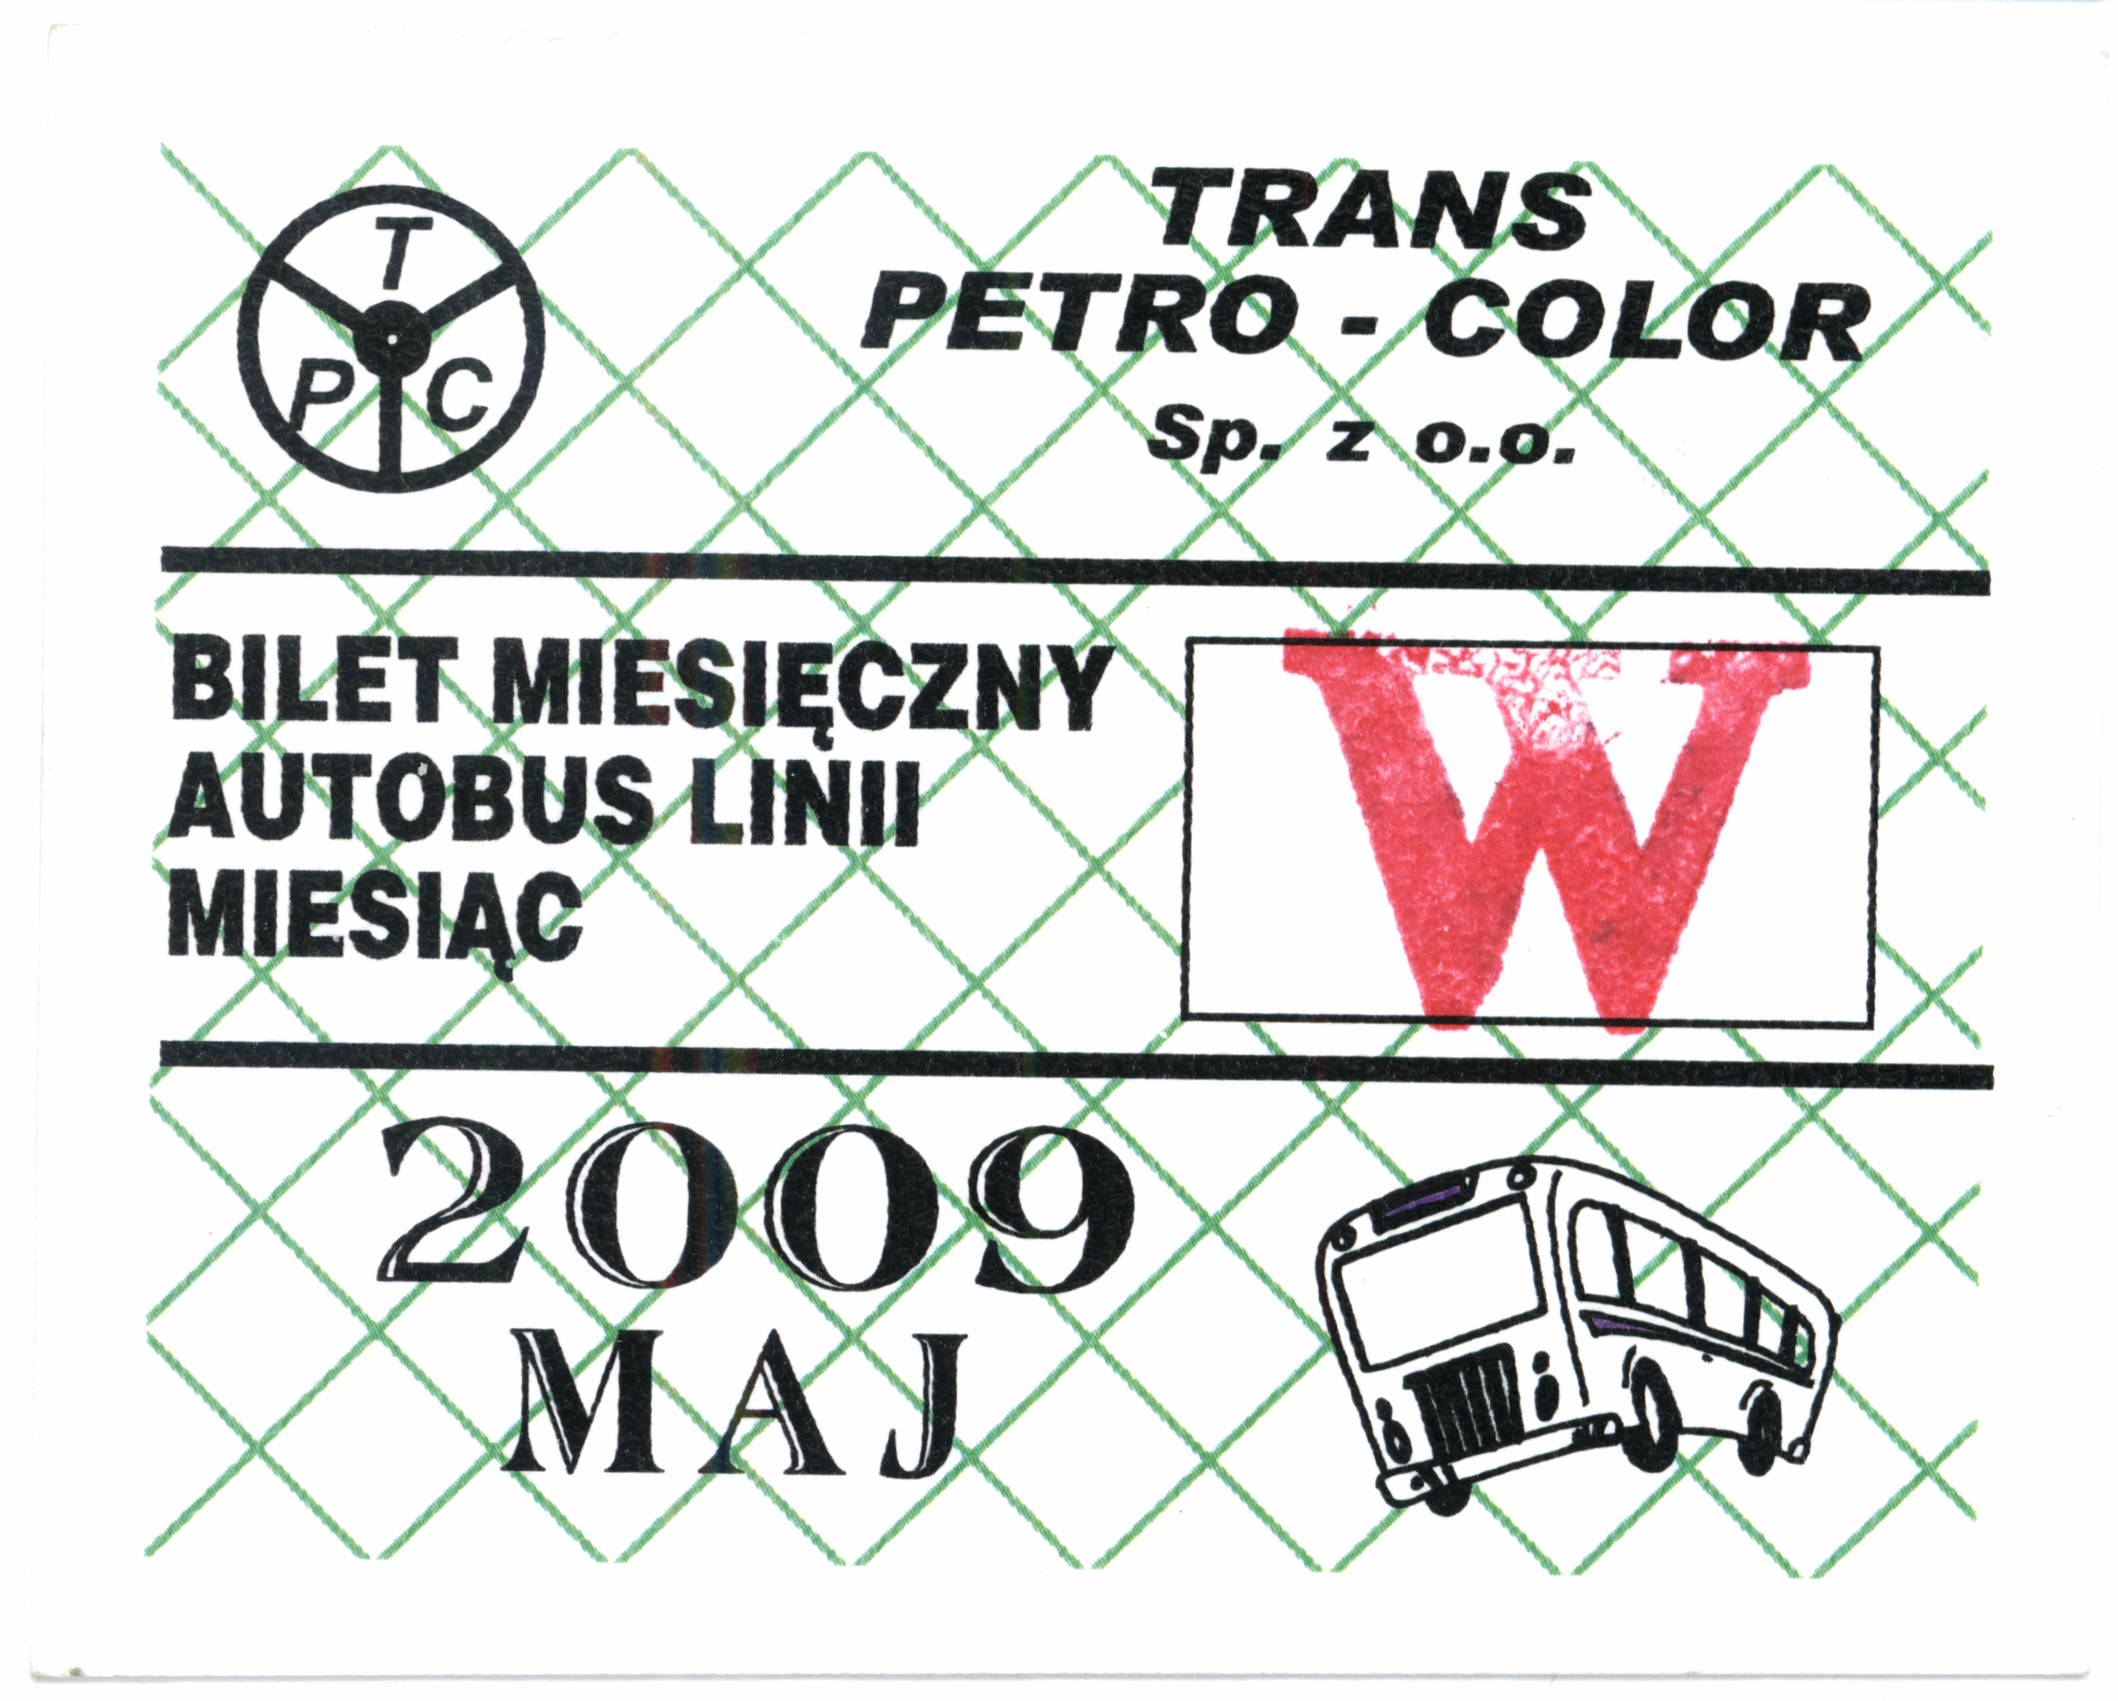 T
P C
TRANS
PETRO - COLOR
Sp. z o.o.
BILET MIESIĘCZNY
AUTOBUS LINII
MIESIĄC
W
2009
MAJ